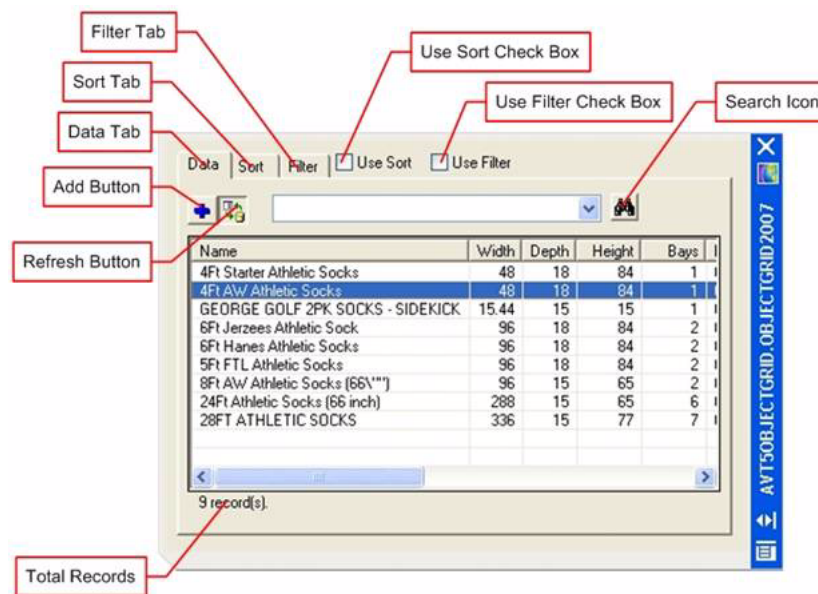 Filter Tab
Use Sort Check Box
Sort Tab
Use Filter Check Box
Search Icon
Data Tab
Data Sort Filter Use Sort Use Filter
Add Button
Refresh Button
Name Width Depth Height Bays
4Ft Starter Athletic Socks 48 18 84 1
4Ft AW Athletic Socks 48 18 84 1
GEORGE GOLF 2PK SOCKS - SIDEKICK 15.44 15 15 1
6Ft Jerzees Athletic Sock 96 18 84 2
6Ft Hanes Athletic Socks 96 18 84 2
5Ft FTL Athletic Socks 96 18 84 2
8Ft AW Athletic Socks (66\'"') 96 15 65 2
24Ft Athletic Socks (66 inch) 288 15 65 6
28FT ATHLETIC SOCKS 336 15 77 7
9 record(s).
Total Records
AVT5OBJECTGRID.OBJECTGRID2007